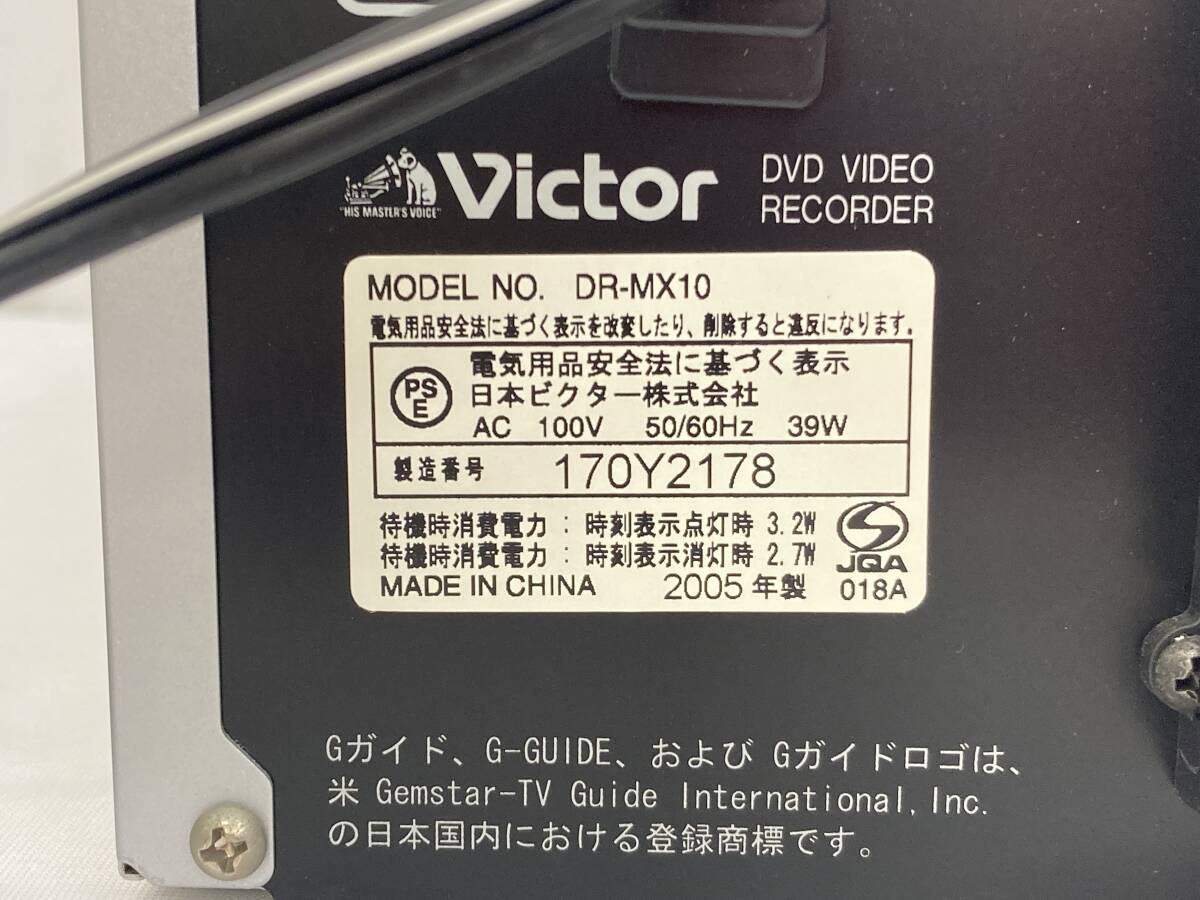 "HIS MASTER'S VOICE"
Victor
DVD VIDEO
RECORDER
MODEL NO. DR-MX10
電気用品安全法に基づく表示を改変したり、削除すると違反になります。
PS
E
電気用品安全法に基づく表示
日本ビクター株式会社
AC 100V 50/60Hz 39W
製造番号 170Y2178
待機時消費電力 : 時刻表示点灯時 3.2W
待機時消費電力 : 時刻表示消灯時 2.7W
JQA
MADE IN CHINA 2005年製 018A
Gガイド、G-GUIDE、および Gガイドロゴは、
米 Gemstar-TV Guide International,Inc.
の日本国内における登録商標です。